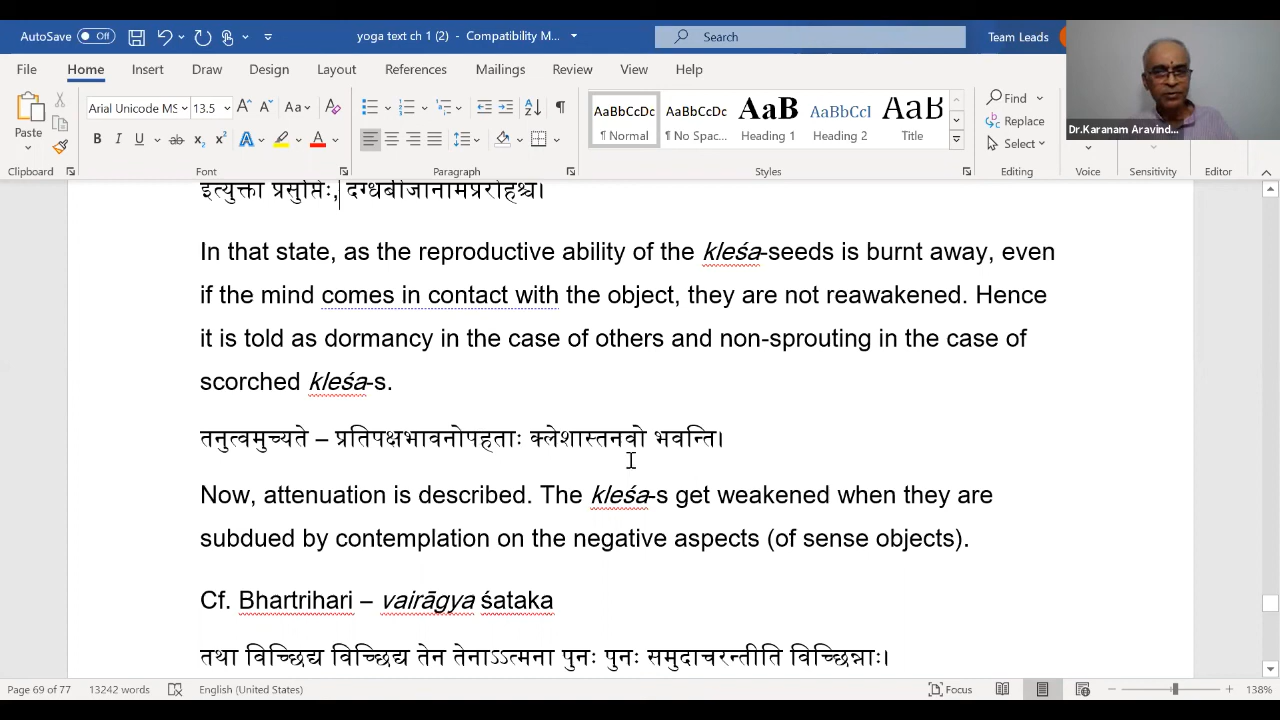 AutoSave Off yoga text ch 1 (2) - Compatibility M... Search Team Leads
File Home Insert Draw Design Layout References Mailings Review View Help
Paste Arial Unicode MS 13.5 Aa AaBbCcDc AaBbCcDc AaB AaBbCcI AaB Find
B I U ab x₂ x² A A Normal No Spac... Heading 1 Heading 2 Title Replace
Select
Dr.Karanam Aravind...
Clipboard Font Paragraph Styles Voice Sensitivity Editor
इत्युक्ता प्रसुप्तिः, दग्धबीजानामप्ररोहश्च।
In that state, as the reproductive ability of the kleśa-seeds is burnt away, even
if the mind comes in contact with the object, they are not reawakened. Hence
it is told as dormancy in the case of others and non-sprouting in the case of
scorched kleśa-s.
तनुत्वमुच्यते – प्रतिपक्षभावनोपहताः क्लेशास्तनवो भवन्ति।
Now, attenuation is described. The kleśa-s get weakened when they are
subdued by contemplation on the negative aspects (of sense objects).
Cf. Bhartrihari – vairāgya śataka
तथा विच्छिद्य विच्छिद्य तेन तेनाऽऽत्मना पुनः पुनः समुदाचरन्तीति विच्छिन्नाः।
Page 69 of 77 13242 words English (United States) Focus 138%